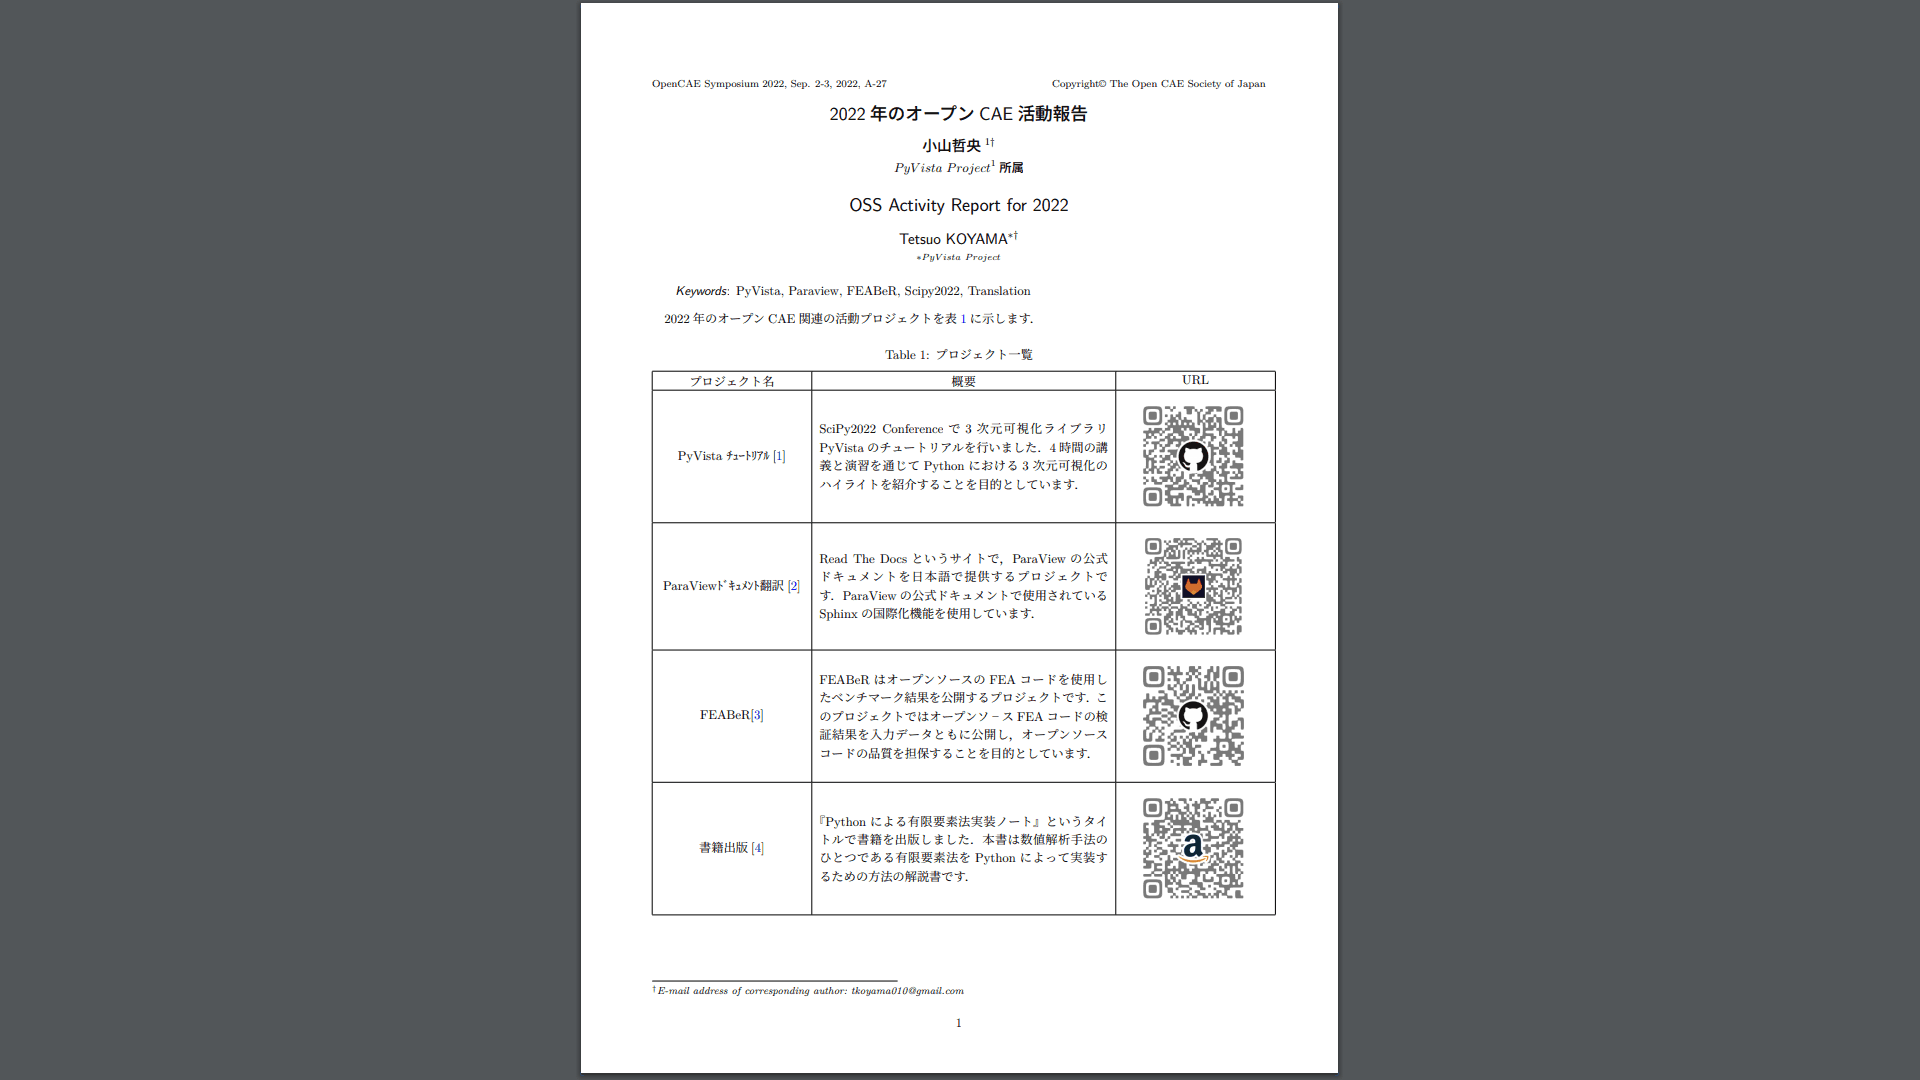 OpenCAE Symposium 2022, Sep. 2-3, 2022, A-27
Copyright© The Open CAE Society of Japan
2022 年のオープン CAE 活動報告
小山哲央 1†
PyVista Project1 所属
OSS Activity Report for 2022
Tetsuo KOYAMA*†
*PyVista Project
Keywords: PyVista, Paraview, FEABeR, Scipy2022, Translation
2022 年のオープン CAE 関連の活動プロジェクトを表 1 に示します.
Table 1: プロジェクト一覧
プロジェクト名
概要
URL
PyVista ﾁｭｰﾄﾘｱﾙ [1]
SciPy2022 Conference で 3 次元可視化ライブラリ
PyVista のチュートリアルを行いました. 4 時間の講
義と演習を通じて Python における 3 次元可視化の
ハイライトを紹介することを目的としています.
ParaViewﾄﾞｷｭﾒﾝﾄ翻訳 [2]
Read The Docs というサイトで, ParaView の公式
ドキュメントを日本語で提供するプロジェクトで
す. ParaView の公式ドキュメントで使用されている
Sphinx の国際化機能を使用しています.
FEABeR[3]
FEABeR はオープンソースの FEA コードを使用し
たベンチマーク結果を公開するプロジェクトです. こ
のプロジェクトではオープンソ−ス FEA コードの検
証結果を入力データともに公開し, オープンソース
コードの品質を担保することを目的としています.
書籍出版 [4]
『Python による有限要素法実装ノート』というタイ
トルで書籍を出版しました. 本書は数値解析手法の
ひとつである有限要素法を Python によって実装す
るための方法の解説書です.
a
†E-mail address of corresponding author: tkoyama010@gmail.com
1